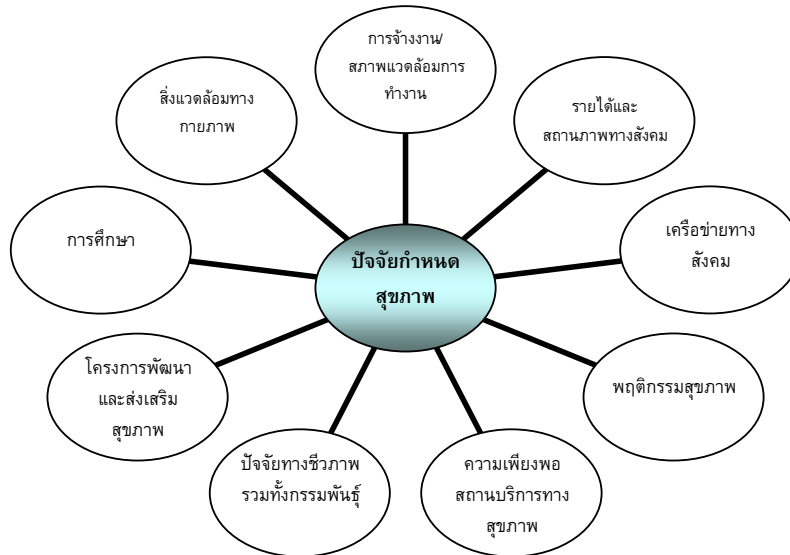 การจ้างงาน/
สภาพแวดล้อมการ
ทำงาน
สิ่งแวดล้อมทาง
กายภาพ
รายได้และ
สถานภาพทางสังคม
การศึกษา
เครือข่ายทาง
สังคม
ปัจจัยกำหนด
สุขภาพ
โครงการพัฒนา
และส่งเสริม
สุขภาพ
พฤติกรรมสุขภาพ
ปัจจัยทางชีวภาพ
รวมทั้งกรรมพันธุ์
ความเพียงพอ
สถานบริการทาง
สุขภาพ